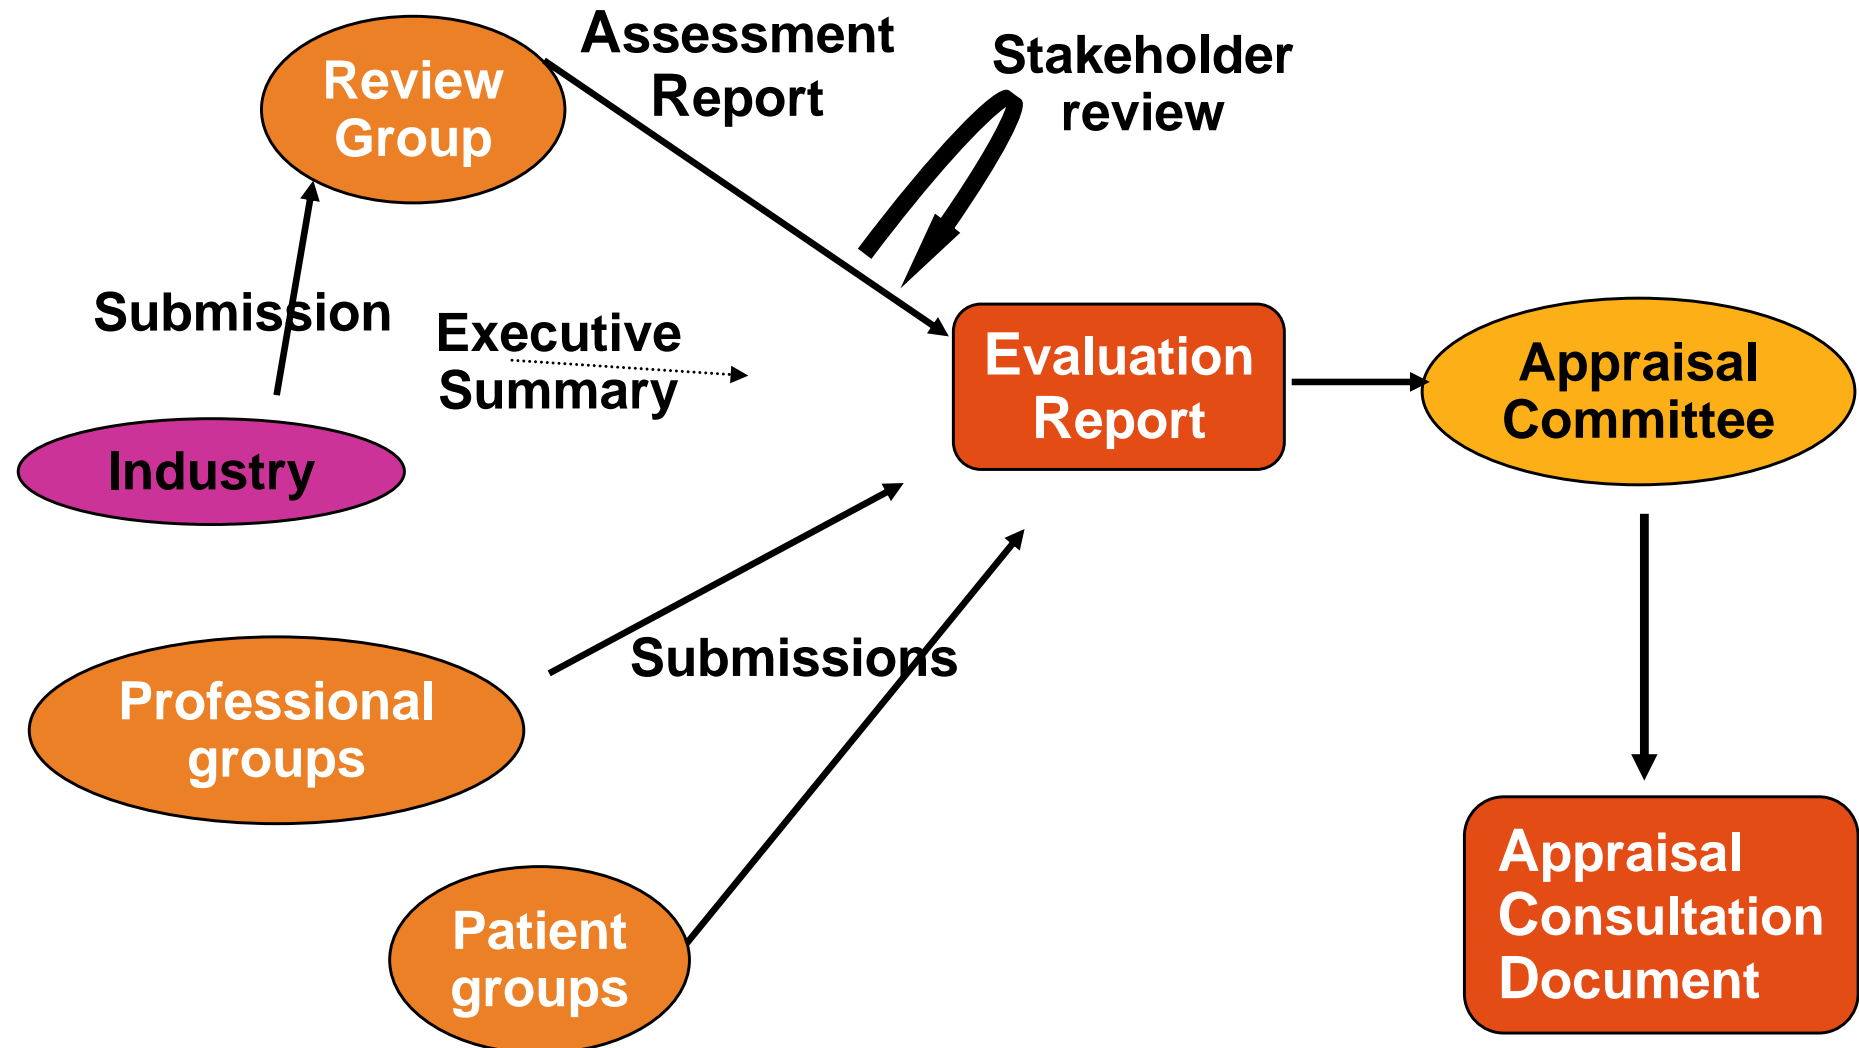 Review
Group
Assessment
Report
Stakeholder
review
Submission
Executive
Summary
Evaluation
Report
Appraisal
Committee
Industry
Submissions
Professional
groups
Patient
groups
Appraisal
Consultation
Document